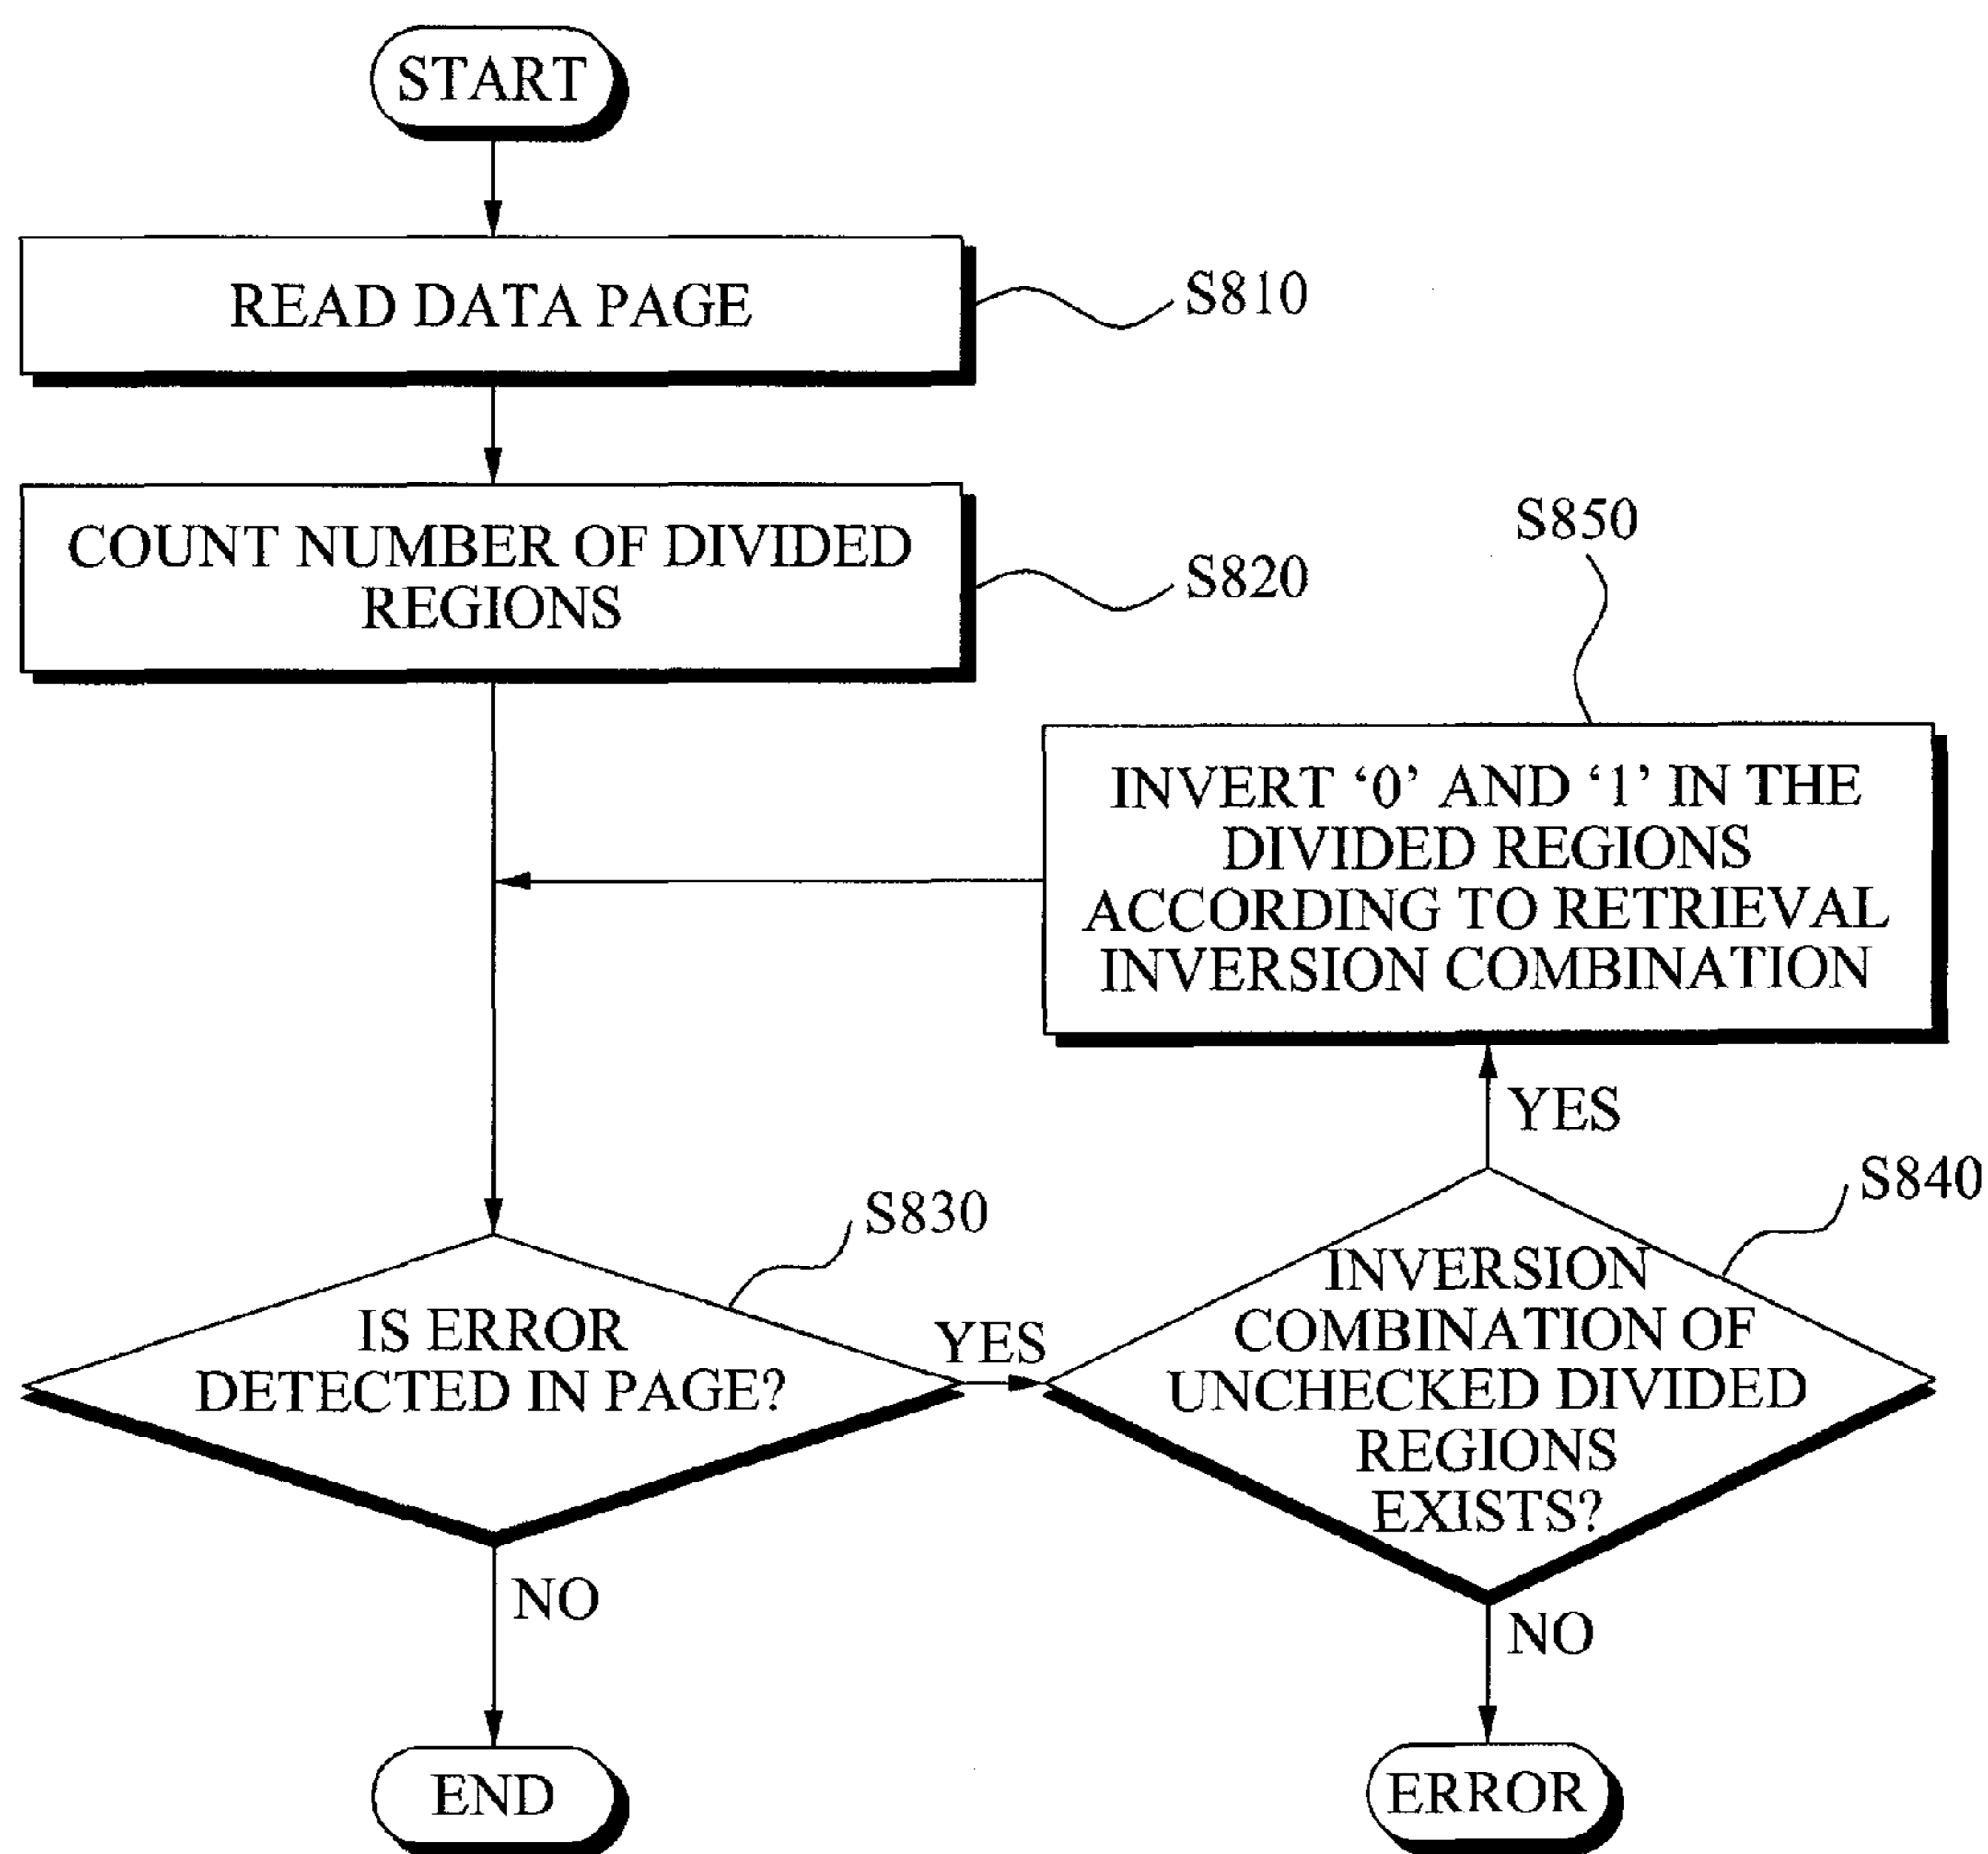 START
READ DATA PAGE
S810
COUNT NUMBER OF DIVIDED
REGIONS
S820
S850
INVERT ‘0’ AND ‘1’ IN THE
DIVIDED REGIONS
ACCORDING TO RETRIEVAL
INVERSION COMBINATION
YES
S840
S830
IS ERROR
DETECTED IN PAGE?
YES
INVERSION
COMBINATION OF
UNCHECKED DIVIDED
REGIONS
EXISTS?
NO
NO
END
ERROR